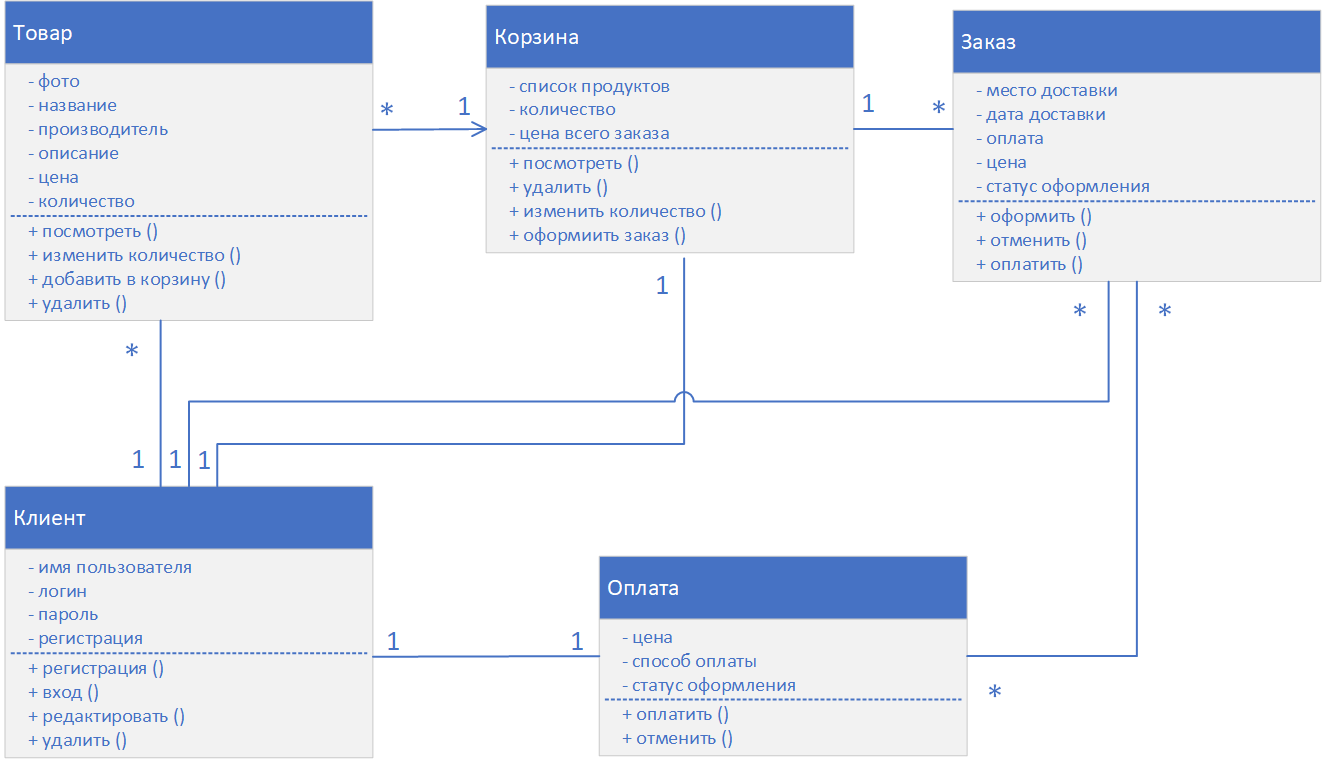 Товар
- фото
- название
- производитель
- описание
- цена
- количество
+ посмотреть ()
+ изменить количество ()
+ добавить в корзину ()
+ удалить ()
*
1
Корзина
- список продуктов
- количество
- цена всего заказа
+ посмотреть ()
+ удалить ()
+ изменить количество ()
+ оформиить заказ ()
1
*
Заказ
- место доставки
- дата доставки
- оплата
- цена
- статус оформления
+ оформить ()
+ отменить ()
+ оплатить ()
1
*
*
*
1
1
1
Клиент
- имя пользователя
- логин
- пароль
- регистрация
+ регистрация ()
+ вход ()
+ редактировать ()
+ удалить ()
1
1
Оплата
- цена
- способ оплаты
- статус оформления
+ оплатить ()
+ отменить ()
*